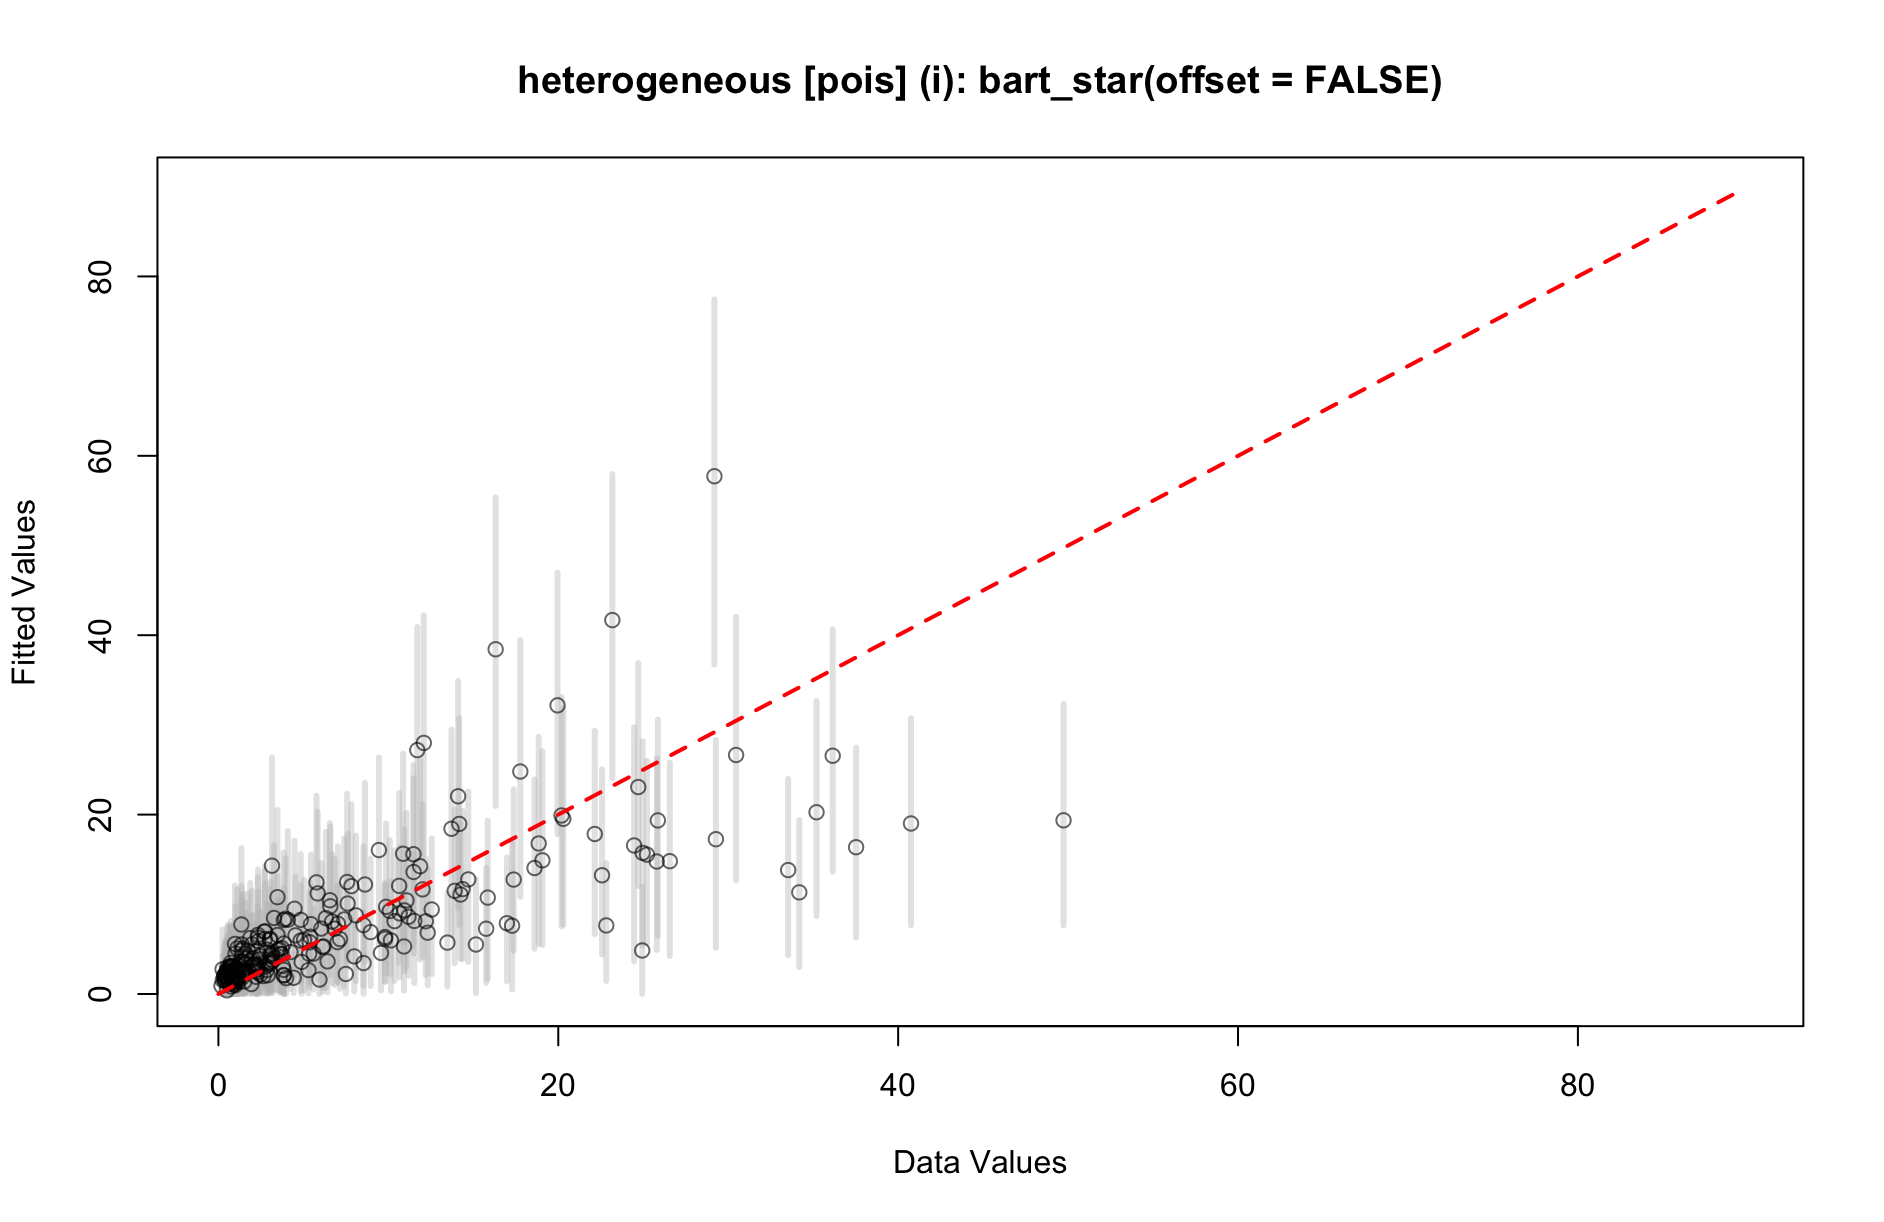 heterogeneous [pois] (i): bart_star(offset = FALSE)
Fitted Values
80
60
40
20
0
0 20 40 60 80
Data Values